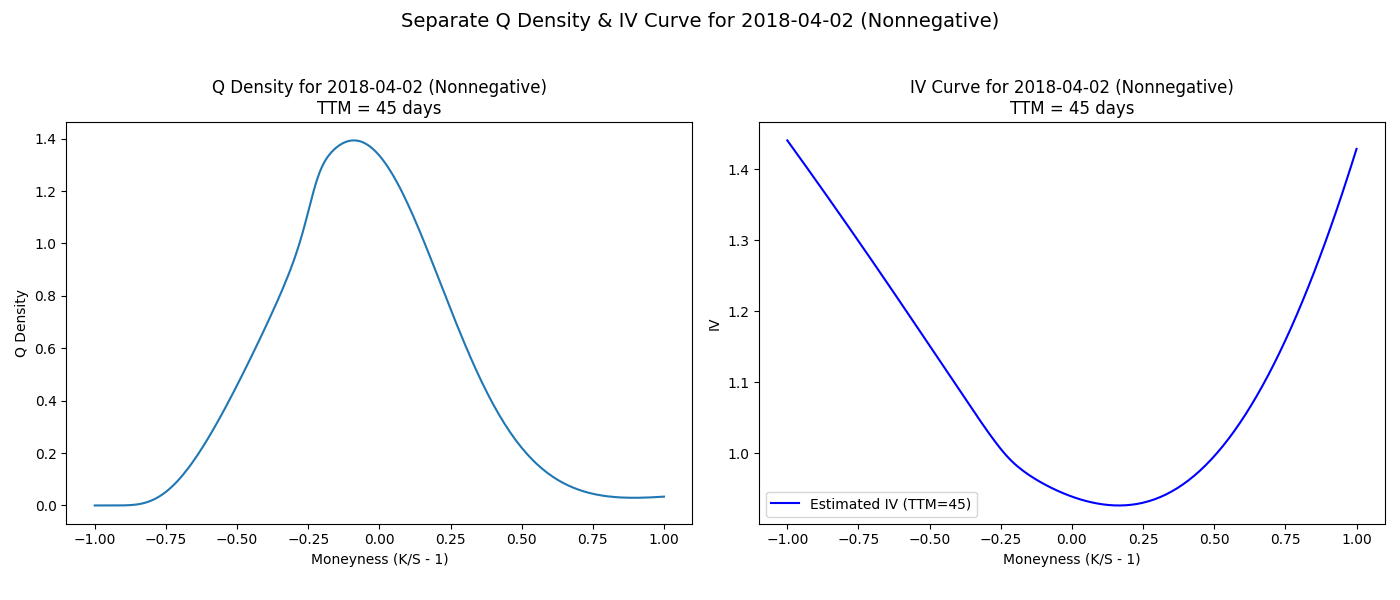 Separate Q Density & IV Curve for 2018-04-02 (Nonnegative)
Q Density for 2018-04-02 (Nonnegative)
TTM = 45 days
Q Density
1.4
1.2
1.0
0.8
0.6
0.4
0.2
0.0
−1.00 −0.75 −0.50 −0.25 0.00 0.25 0.50 0.75 1.00
Moneyness (K/S - 1)
IV Curve for 2018-04-02 (Nonnegative)
TTM = 45 days
IV
1.4
1.3
1.2
1.1
1.0
Estimated IV (TTM=45)
−1.00 −0.75 −0.50 −0.25 0.00 0.25 0.50 0.75 1.00
Moneyness (K/S - 1)